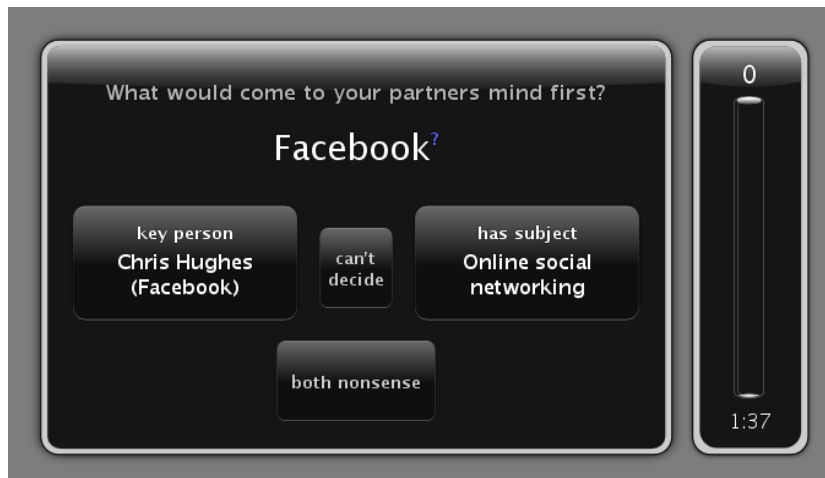 What would come to your partners mind first?
Facebook?
key person
Chris Hughes
(Facebook)
can't
decide
has subject
Online social
networking
both nonsense
0
1:37